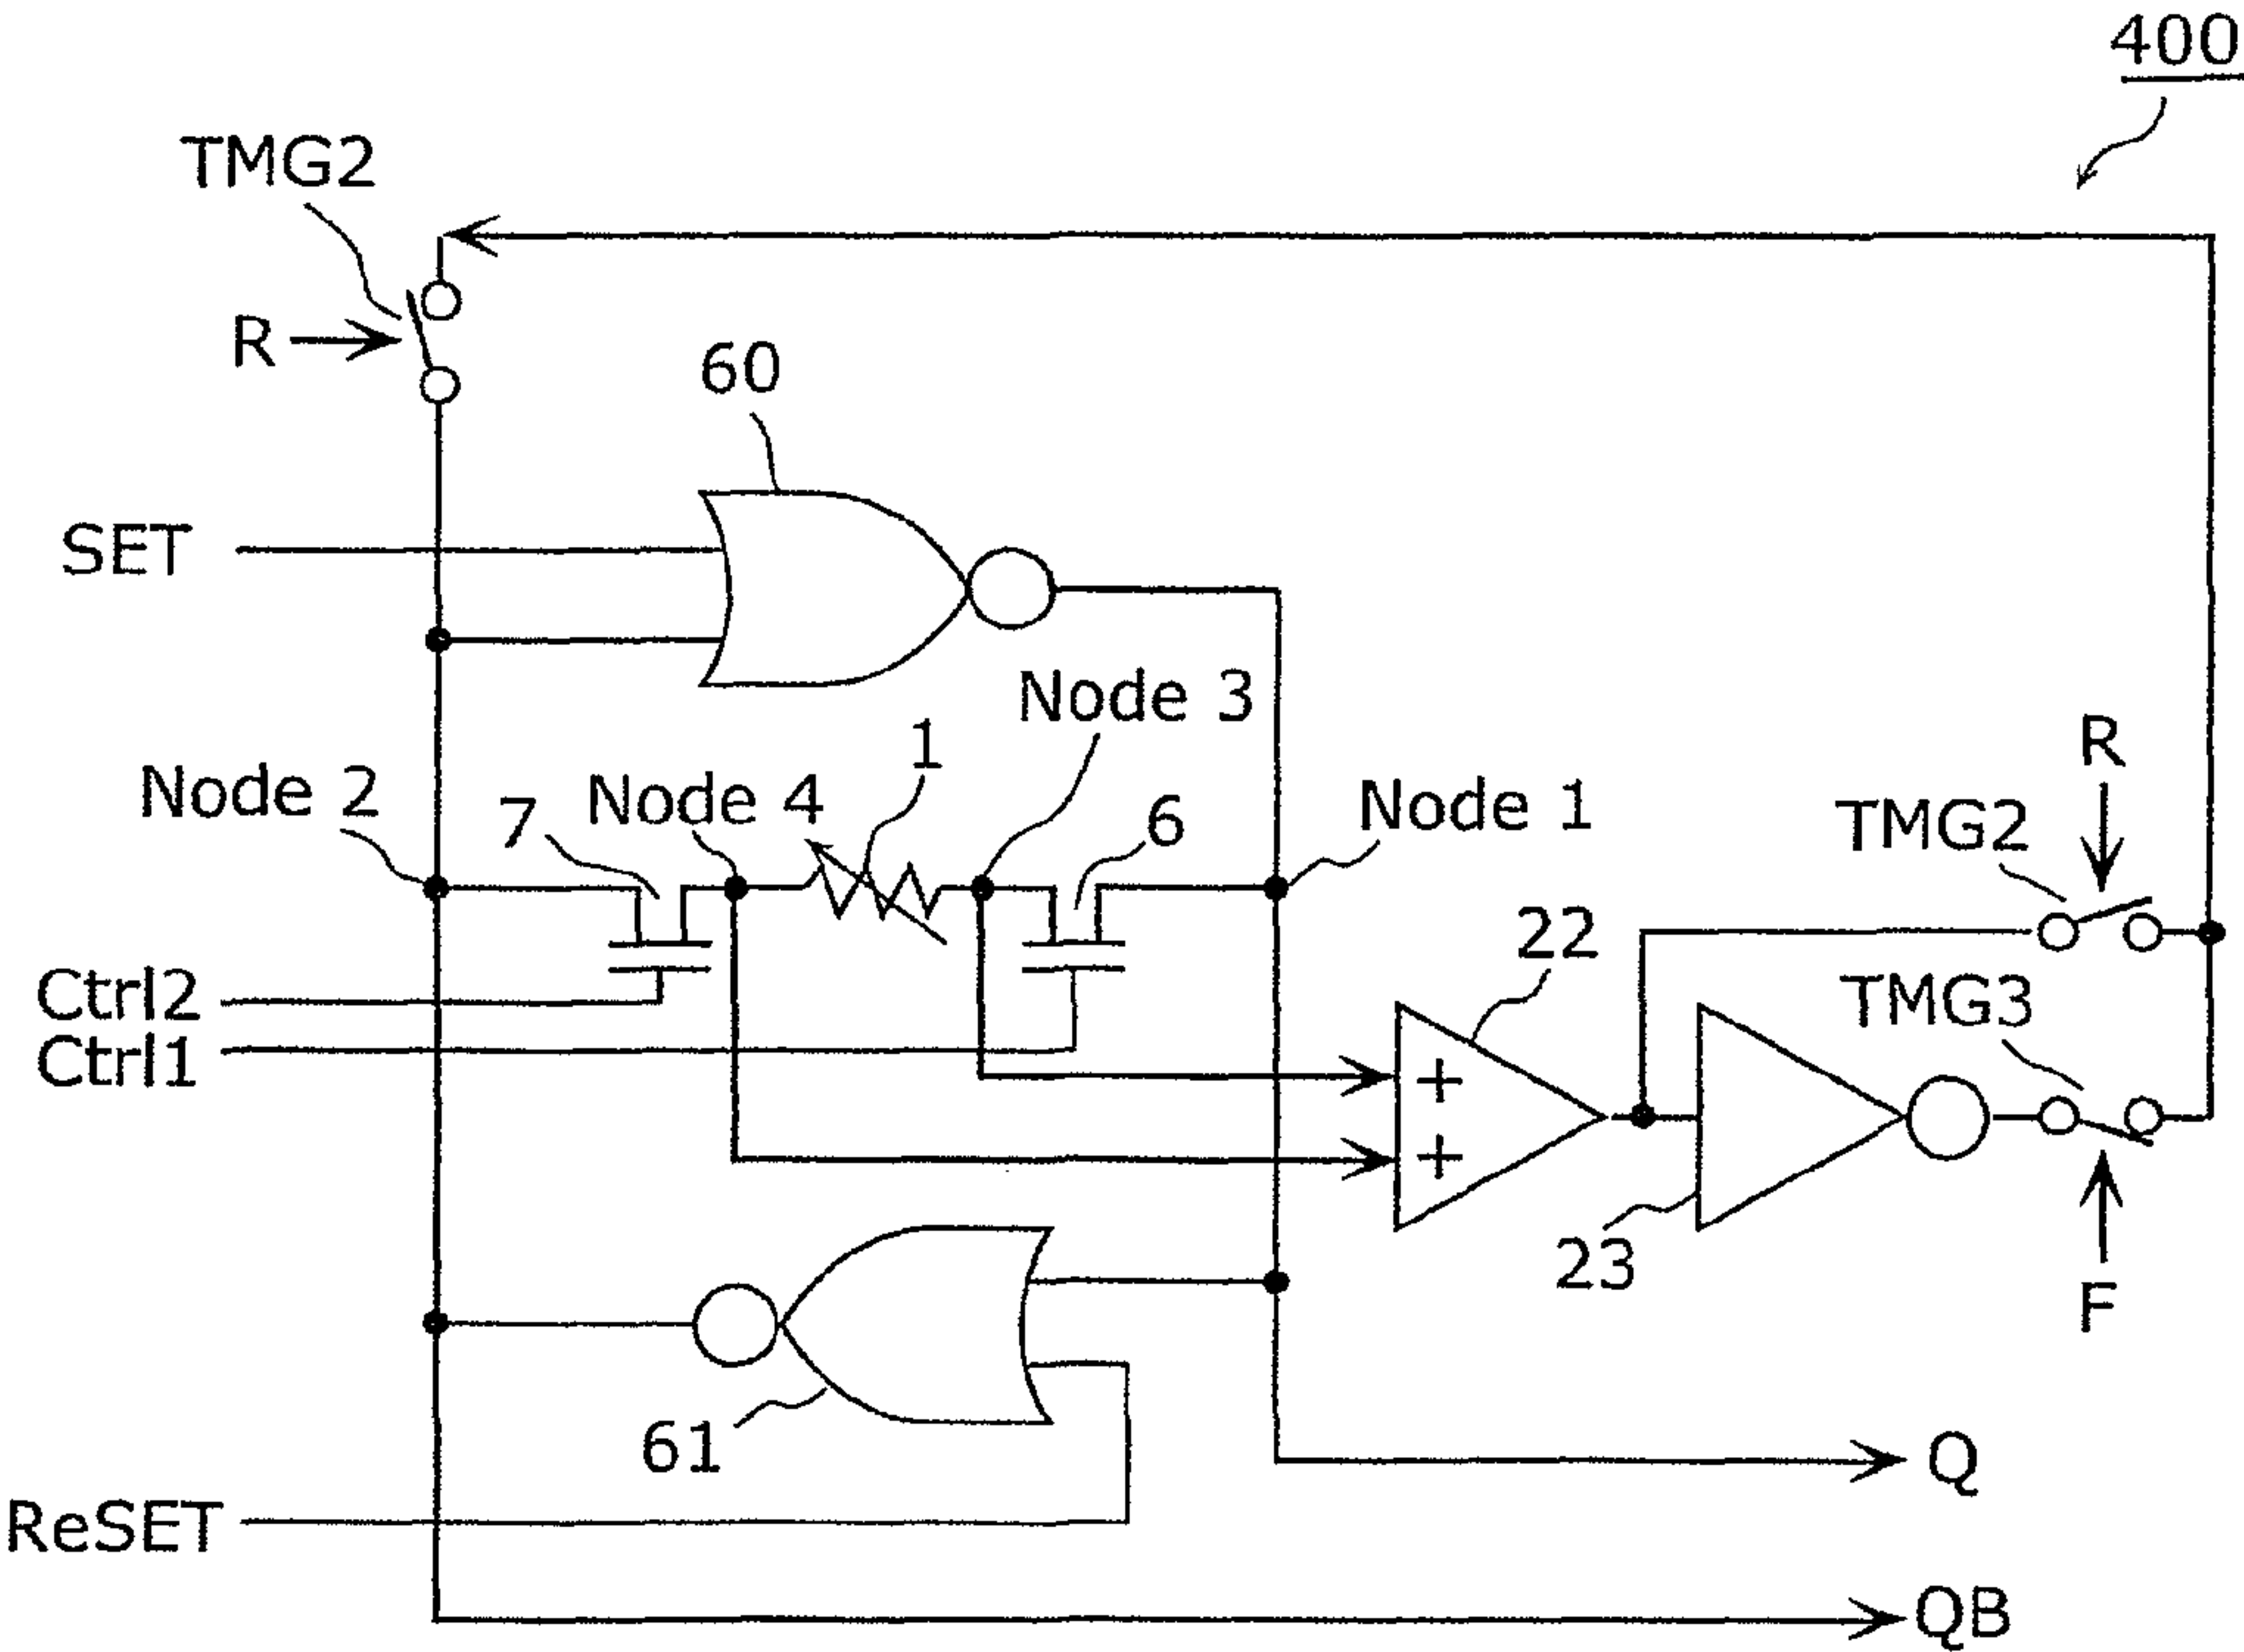 400
TMG2
R
60
SET
Node 3
R
1
Node 2
7
Node 4
6
Node 1
TMG2
22
Ctrl2
TMG3
Ctrl1
+
+
23
F
61
Q
ReSET
QB